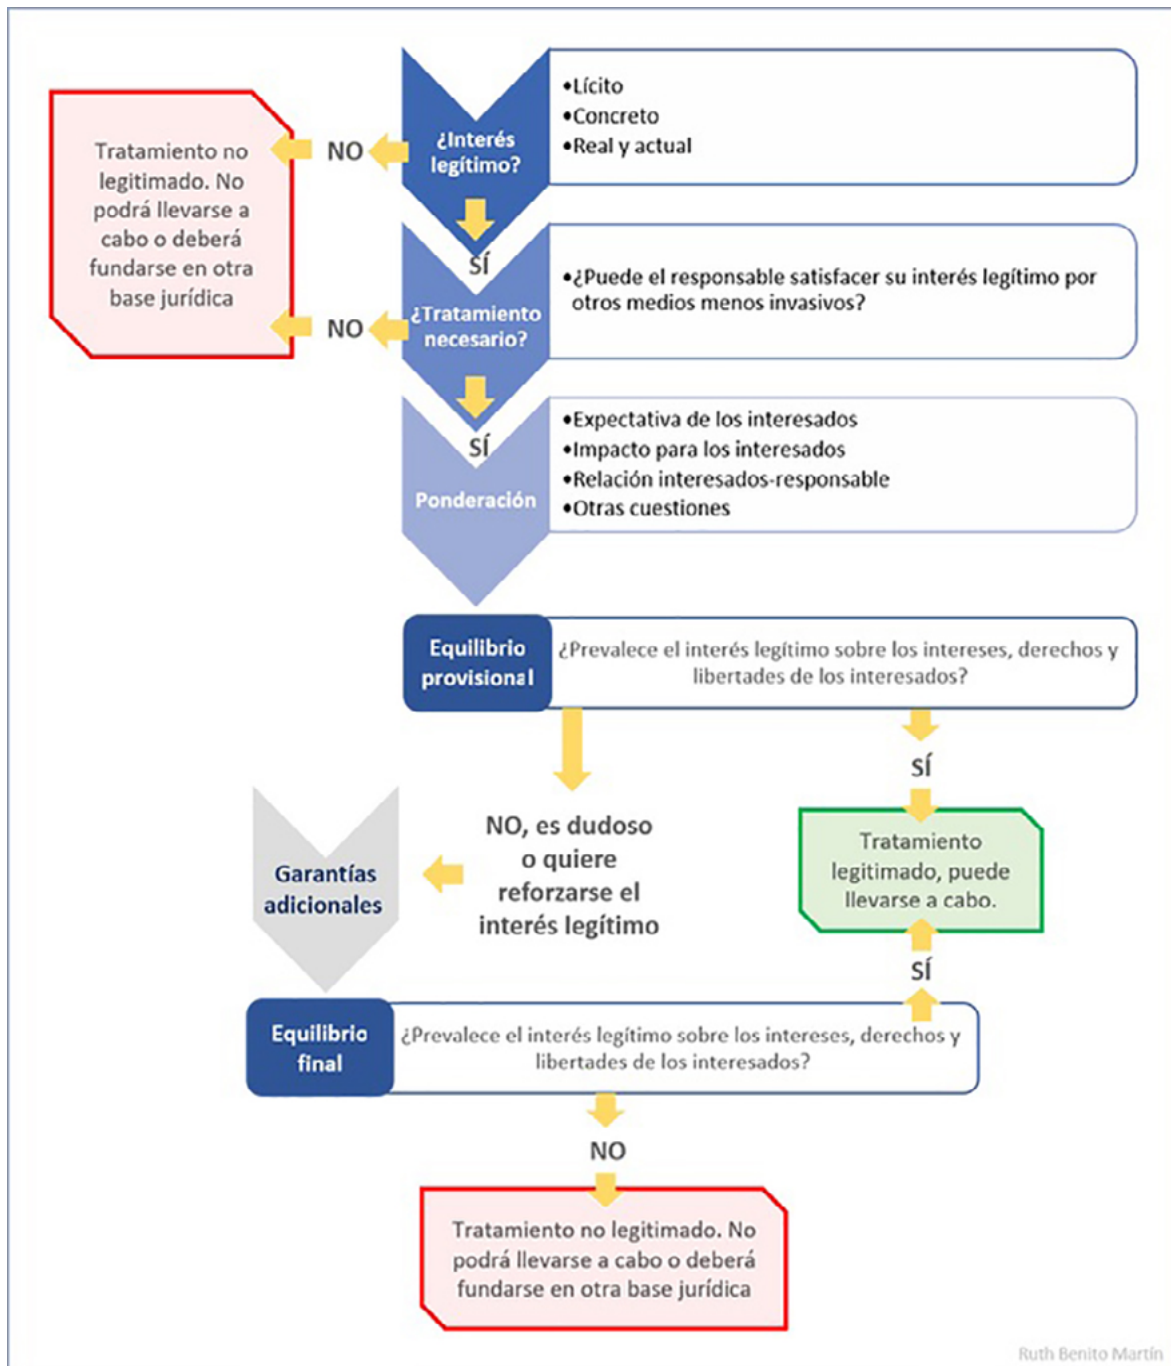 ¿Interés
legítimo?
•Lícito
•Concreto
•Real y actual
NO
Tratamiento no
legitimado. No
podrá llevarse a
cabo o deberá
fundarse en otra
base jurídica
SÍ
¿Tratamiento
necesario?
•¿Puede el responsable satisfacer su interés legítimo por
otros medios menos invasivos?
NO
SÍ
Ponderación
•Expectativa de los interesados
•Impacto para los interesados
•Relación interesados-responsable
•Otras cuestiones
Equilibrio
provisional
¿Prevalece el interés legítimo sobre los intereses, derechos y
libertades de los interesados?
SÍ
NO, es dudoso
o quiere
reforzarse el
interés legítimo
Tratamiento
legitimado, puede
llevarse a cabo.
Garantías
adicionales
SÍ
Equilibrio
final
¿Prevalece el interés legítimo sobre los intereses, derechos y
libertades de los interesados?
NO
Tratamiento no legitimado. No
podrá llevarse a cabo o deberá
fundarse en otra base jurídica
Ruth Benito Martín